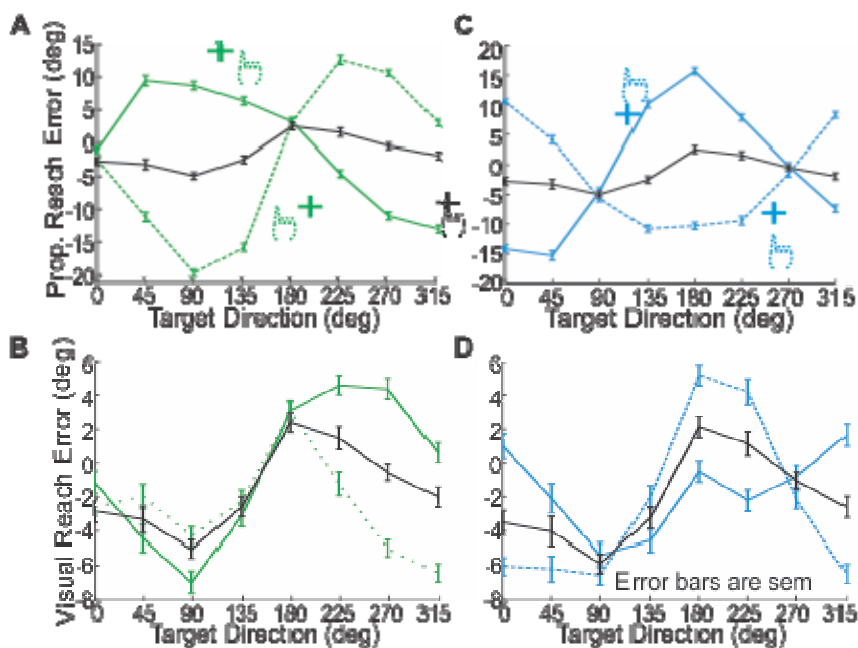 A
Prop. Reach Error (deg)
15
10
5
0
-5
-10
-15
-20
0 45 90 135 180 225 270 315
Target Direction (deg)
C
20
15
10
5
0
-5
-10
-15
-20
0 45 90 135 180 225 270 315
Target Direction (deg)
B
Visual Reach Error (deg)
6
4
2
0
-2
-4
-6
-8
0 45 90 135 180 225 270 315
Target Direction (deg)
D
6
4
2
0
-2
-4
-6
-8
Error bars are sem
0 45 90 135 180 225 270 315
Target Direction (deg)